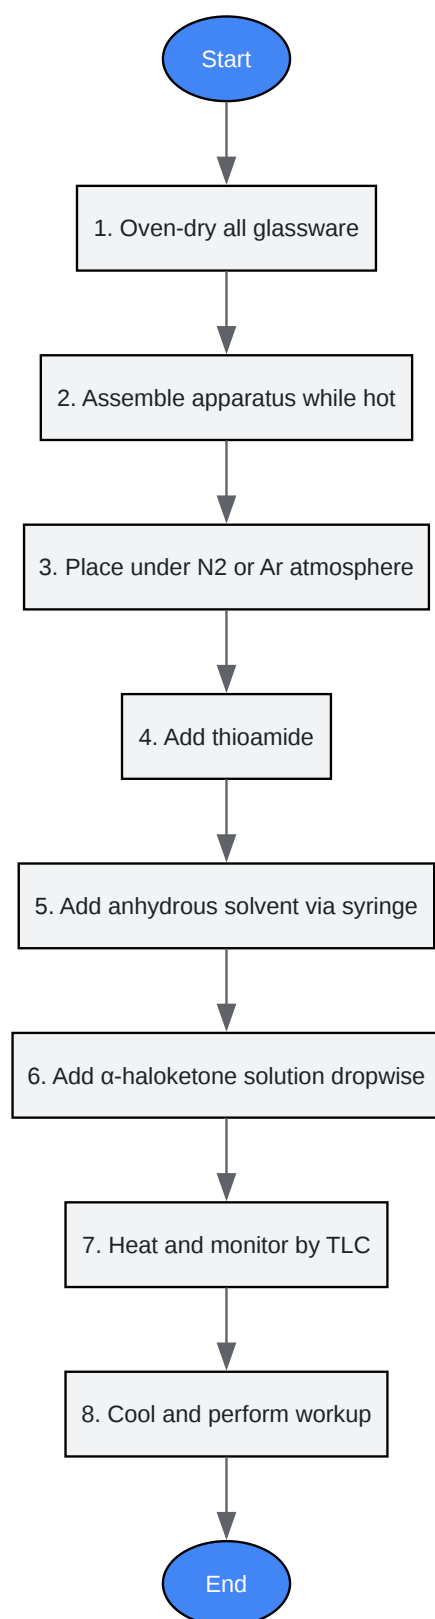 Start
1. Oven-dry all glassware
2. Assemble apparatus while hot
3. Place under N2 or Ar atmosphere
4. Add thioamide
5. Add anhydrous solvent via syringe
6. Add α-haloketone solution dropwise
7. Heat and monitor by TLC
8. Cool and perform workup
End